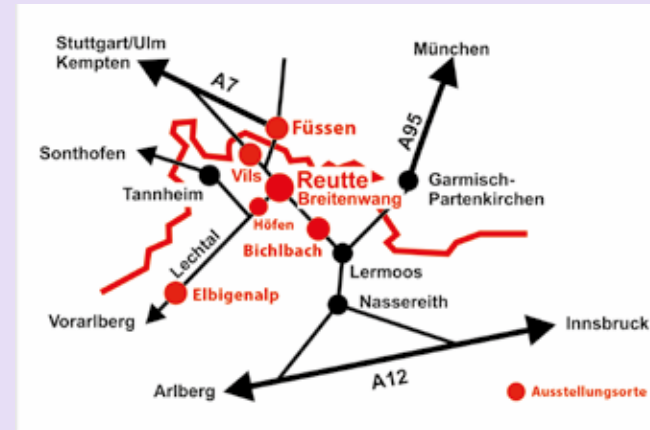 Stuttgart/Ulm
Kempten
München
A7
A95
Füssen
Sonthofen
Vils
Reutte
Breitenwang
Garmisch-
Partenkirchen
Tannheim
Höfen
Bichlbach
Lechtal
Lermoos
Elbigenalp
Nassereith
Vorarlberg
Innsbruck
A12
Arlberg
Ausstellungsorte